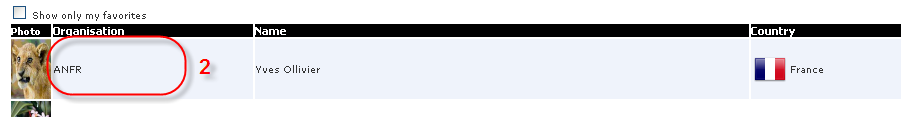 Show only my favorites
Photo Organisation Name Country
ANFR 2 Yves Ollivier France